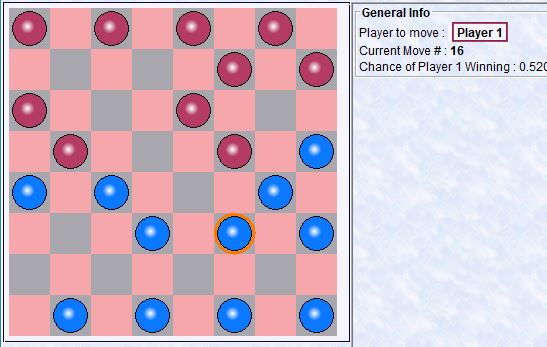 General Info
Player to move : Player 1
Current Move # : 16
Chance of Player 1 Winning : 0.520